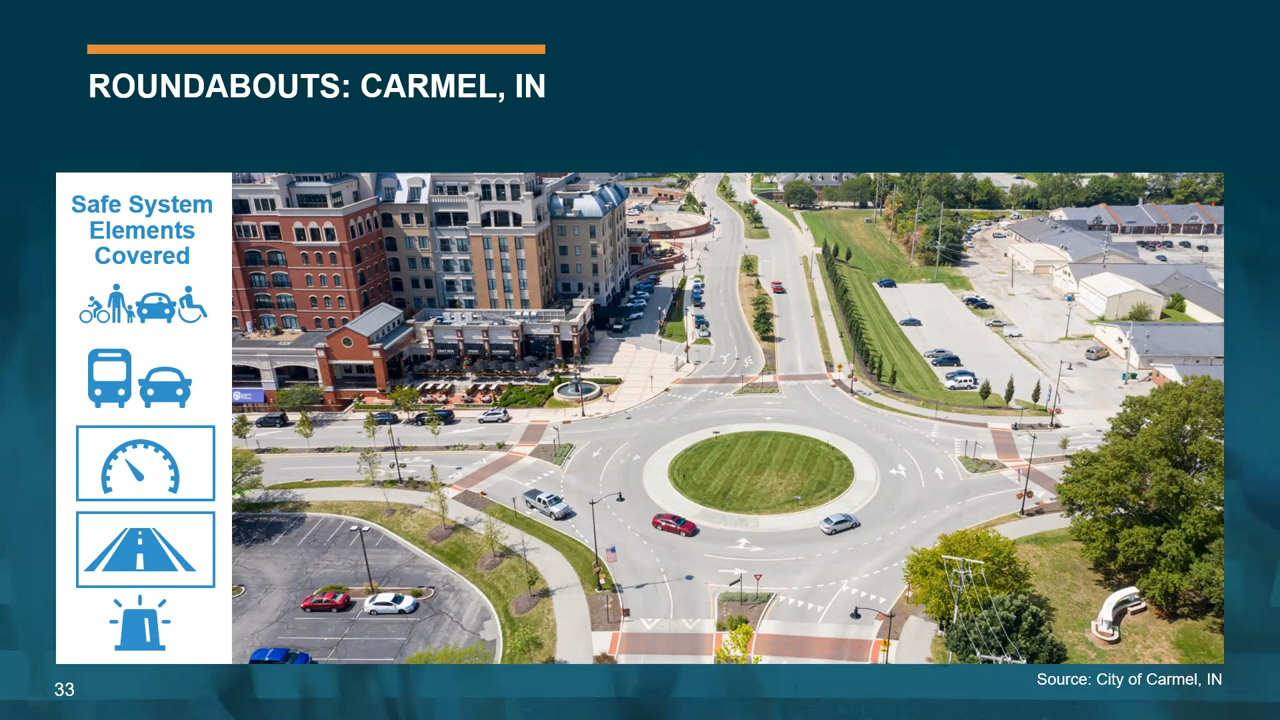 ROUNDABOUTS: CARMEL, IN
Safe System
Elements
Covered
Source: City of Carmel, IN
33